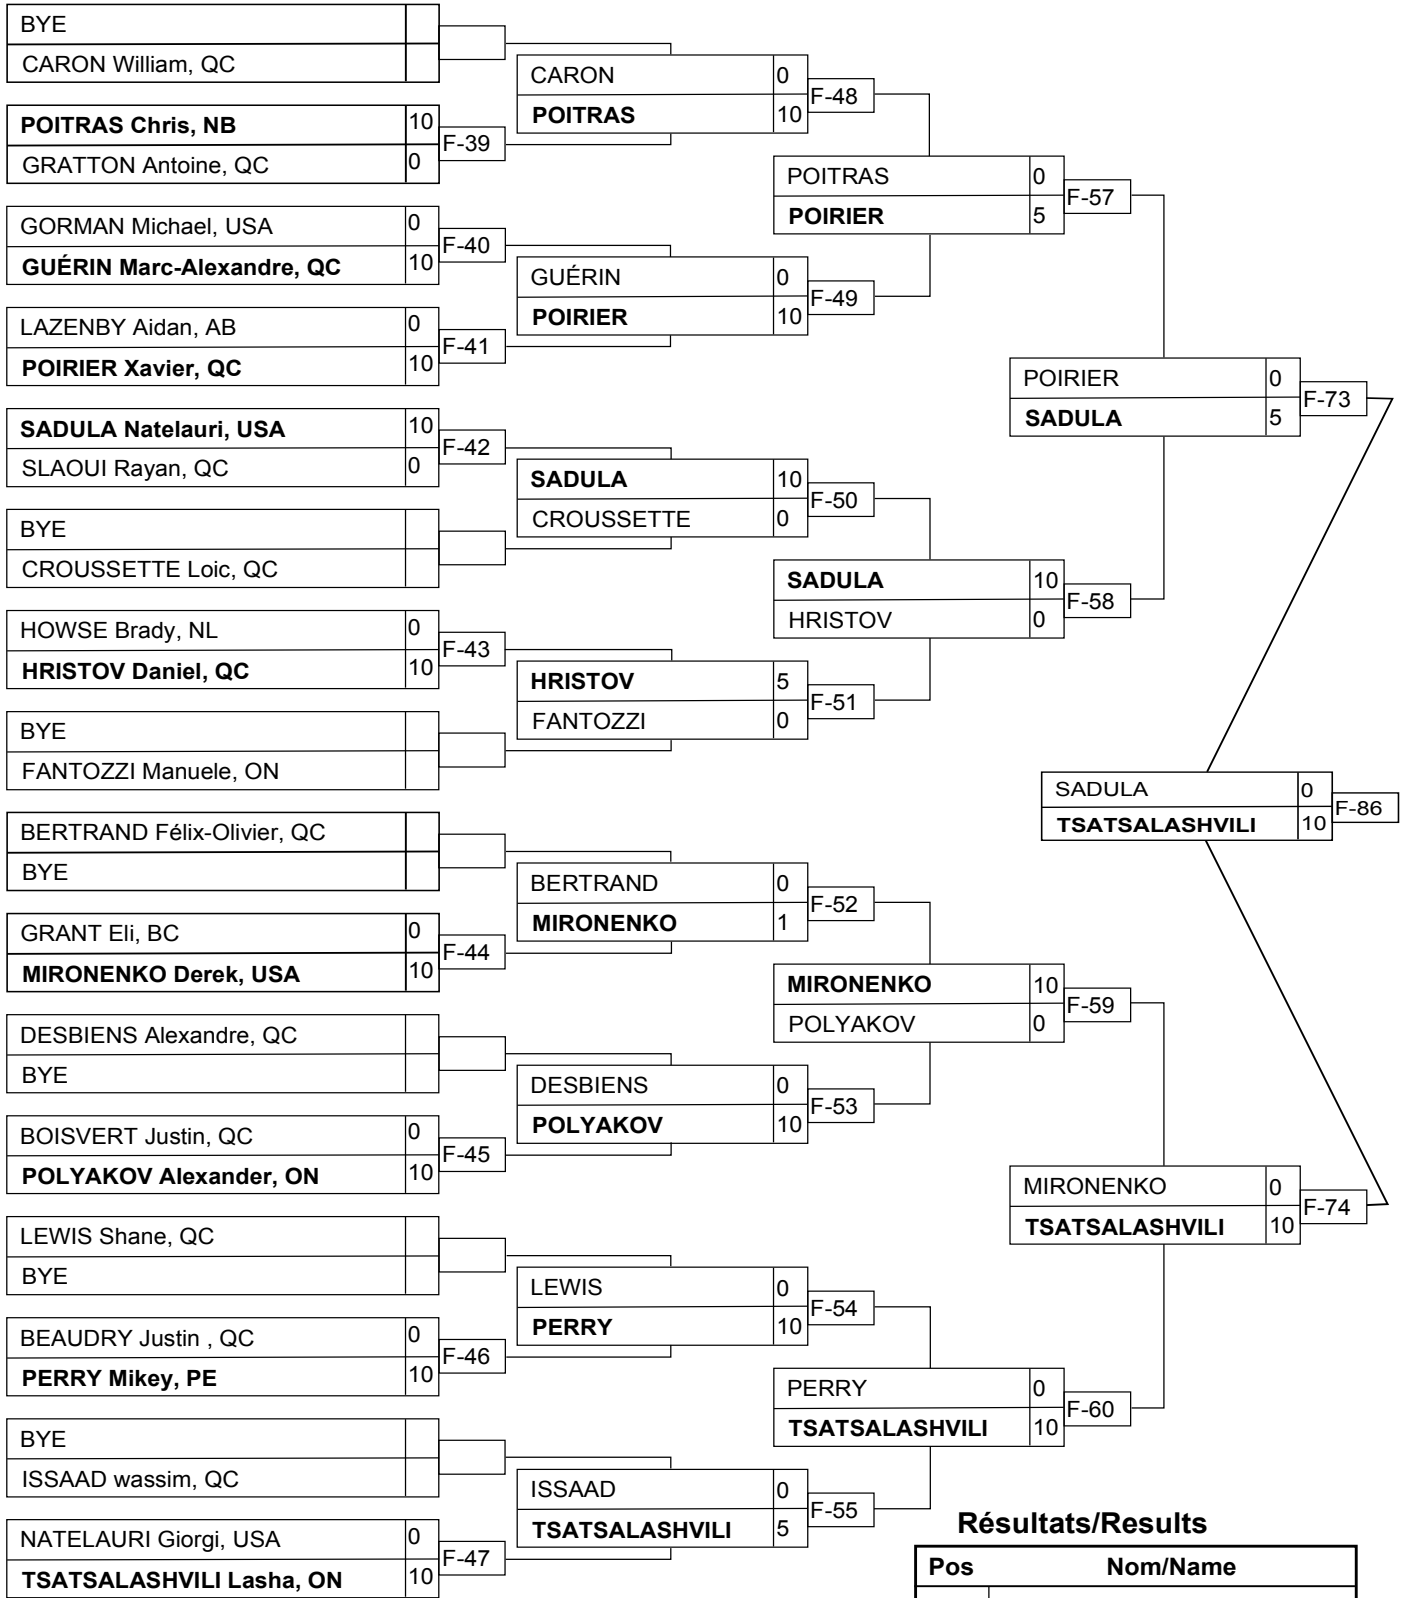 BYE
CARON William, QC
POITRAS Chris, NB 10
GRATTON Antoine, QC 0
F-39
GORMAN Michael, USA 0
GUÉRIN Marc-Alexandre, QC 10
F-40
LAZENBY Aidan, AB 0
POIRIER Xavier, QC 10
F-41
SADULA Natelauri, USA 10
SLAOUI Rayan, QC 0
F-42
BYE
CROUSSETTE Loic, QC
HOWSE Brady, NL 0
HRISTOV Daniel, QC 10
F-43
BYE
FANTOZZI Manuele, ON
BERTRAND Félix-Olivier, QC
BYE
GRANT Eli, BC 0
MIRONENKO Derek, USA 10
F-44
DESBIENS Alexandre, QC
BYE
BOISVERT Justin, QC 0
POLYAKOV Alexander, ON 10
F-45
LEWIS Shane, QC
BYE
BEAUDRY Justin , QC 0
PERRY Mikey, PE 10
F-46
BYE
ISSAAD wassim, QC
NATELAURI Giorgi, USA 0
TSATSALASHVILI Lasha, ON 10
F-47
CARON 0
POITRAS 10
F-48
GUÉRIN 0
POIRIER 10
F-49
SADULA 10
CROUSSETTE 0
F-50
HRISTOV 5
FANTOZZI 0
F-51
BERTRAND 0
MIRONENKO 1
F-52
DESBIENS 0
POLYAKOV 10
F-53
LEWIS 0
PERRY 10
F-54
ISSAAD 0
TSATSALASHVILI 5
F-55
POITRAS 0
POIRIER 5
F-57
SADULA 10
HRISTOV 0
F-58
MIRONENKO 10
POLYAKOV 0
F-59
PERRY 0
TSATSALASHVILI 10
F-60
POIRIER 0
SADULA 5
F-73
MIRONENKO 0
TSATSALASHVILI 10
F-74
SADULA 0
TSATSALASHVILI 10
F-86
Résultats/Results
Pos Nom/Name